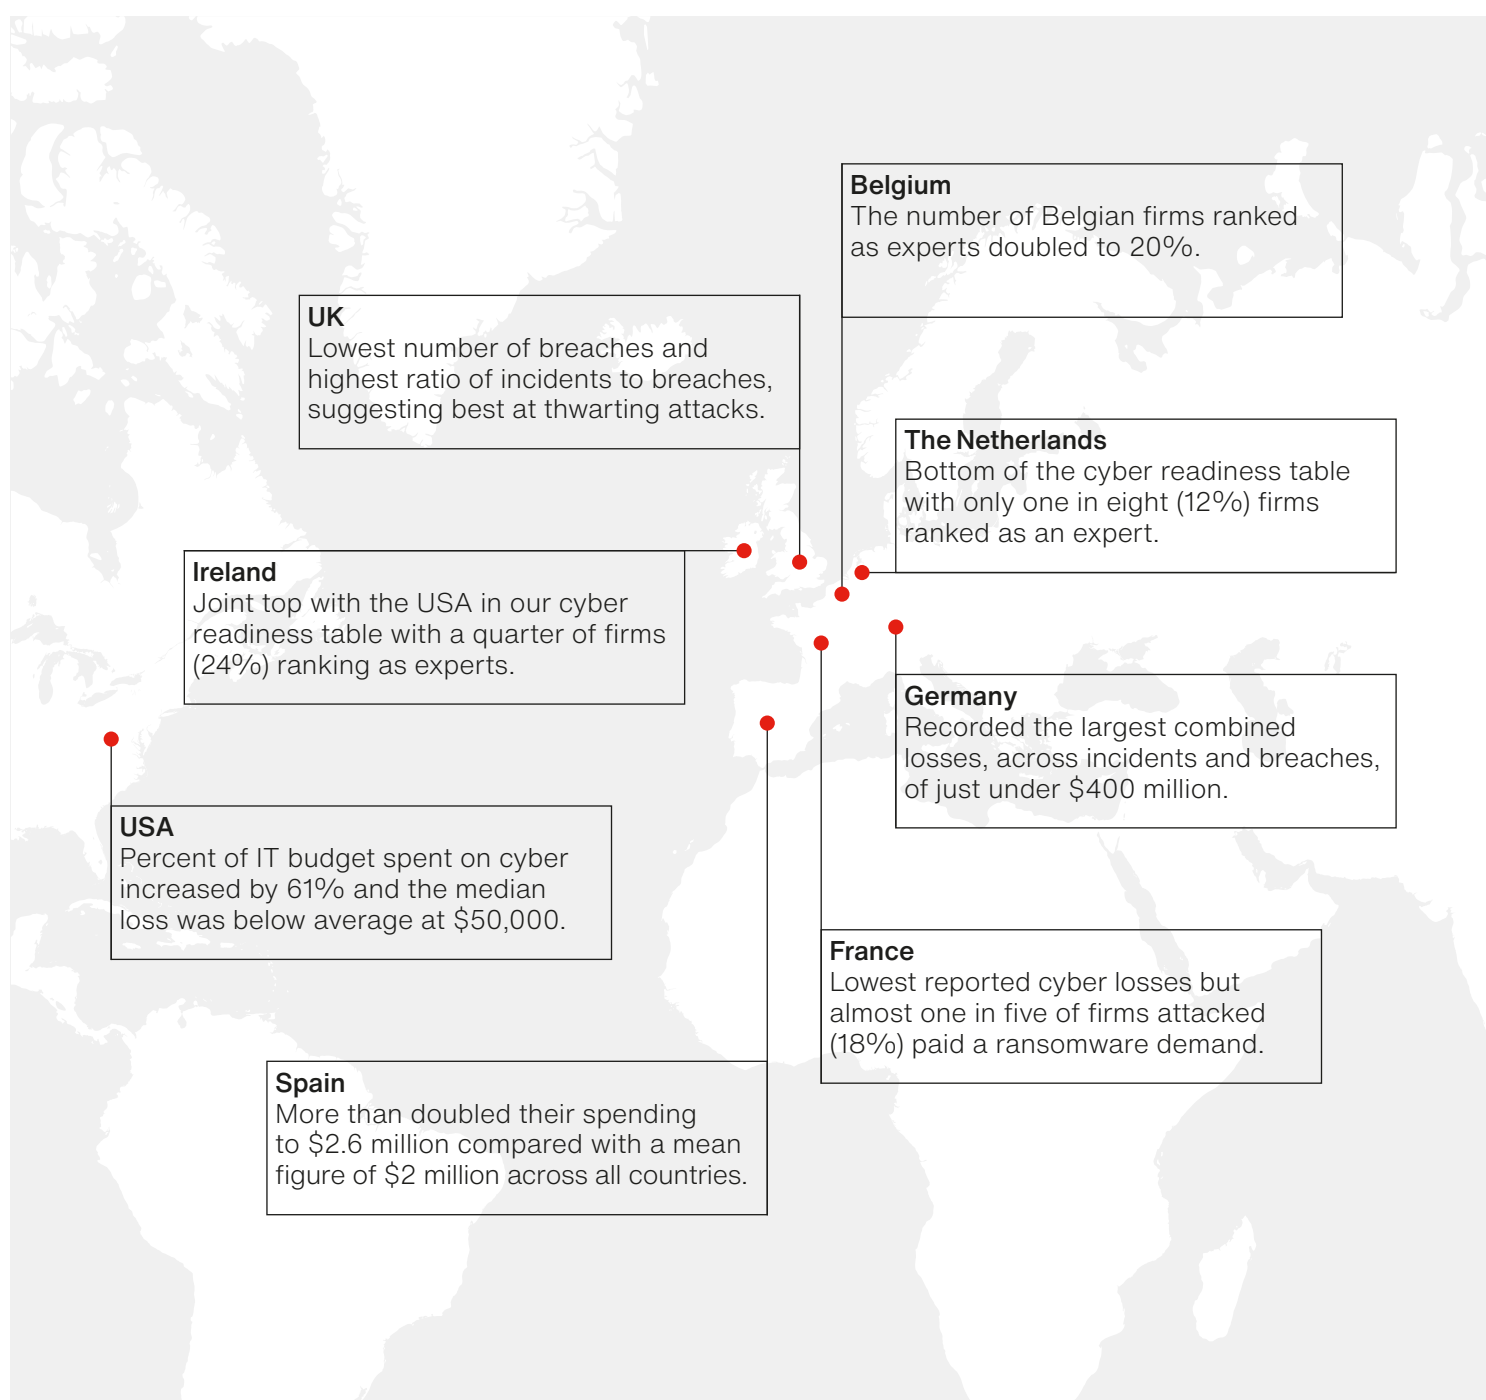 Belgium
The number of Belgian firms ranked
as experts doubled to 20%.
UK
Lowest number of breaches and
highest ratio of incidents to breaches,
suggesting best at thwarting attacks.
The Netherlands
Bottom of the cyber readiness table
with only one in eight (12%) firms
ranked as an expert.
Ireland
Joint top with the USA in our cyber
readiness table with a quarter of firms
(24%) ranking as experts.
Germany
Recorded the largest combined
losses, across incidents and breaches,
of just under $400 million.
USA
Percent of IT budget spent on cyber
increased by 61% and the median
loss was below average at $50,000.
France
Lowest reported cyber losses but
almost one in five of firms attacked
(18%) paid a ransomware demand.
Spain
More than doubled their spending
to $2.6 million compared with a mean
figure of $2 million across all countries.